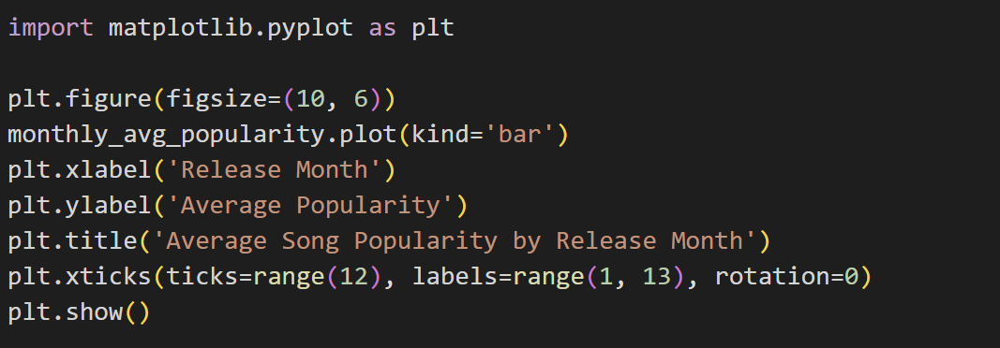 import matplotlib.pyplot as plt
plt.figure(figsize=(10, 6))
monthly_avg_popularity.plot(kind='bar')
plt.xlabel('Release Month')
plt.ylabel('Average Popularity')
plt.title('Average Song Popularity by Release Month')
plt.xticks(ticks=range(12), labels=range(1, 13), rotation=0)
plt.show()